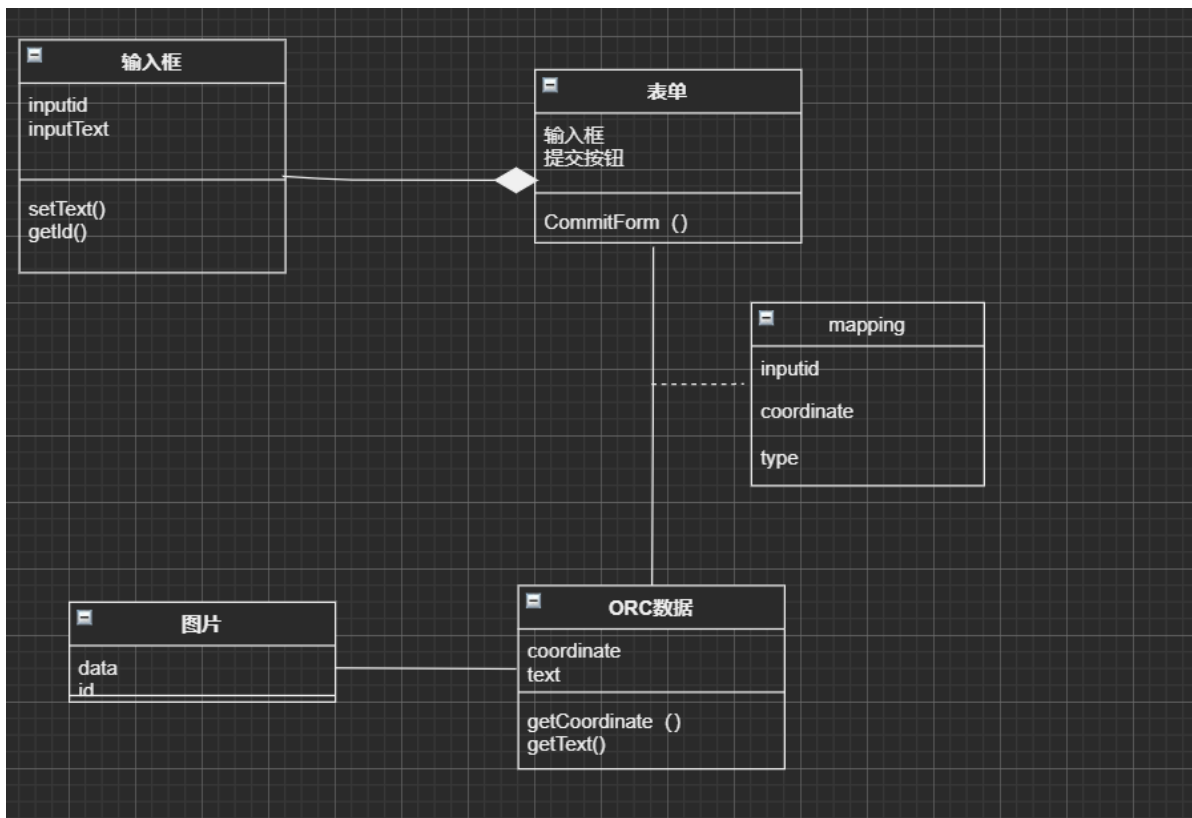 输入框
inputid
inputText
setText()
getId()
表单
输入框
提交按钮
CommitForm ()
mapping
inputid
coordinate
type
图片
data
id
ORC数据
coordinate
text
getCoordinate ()
getText()